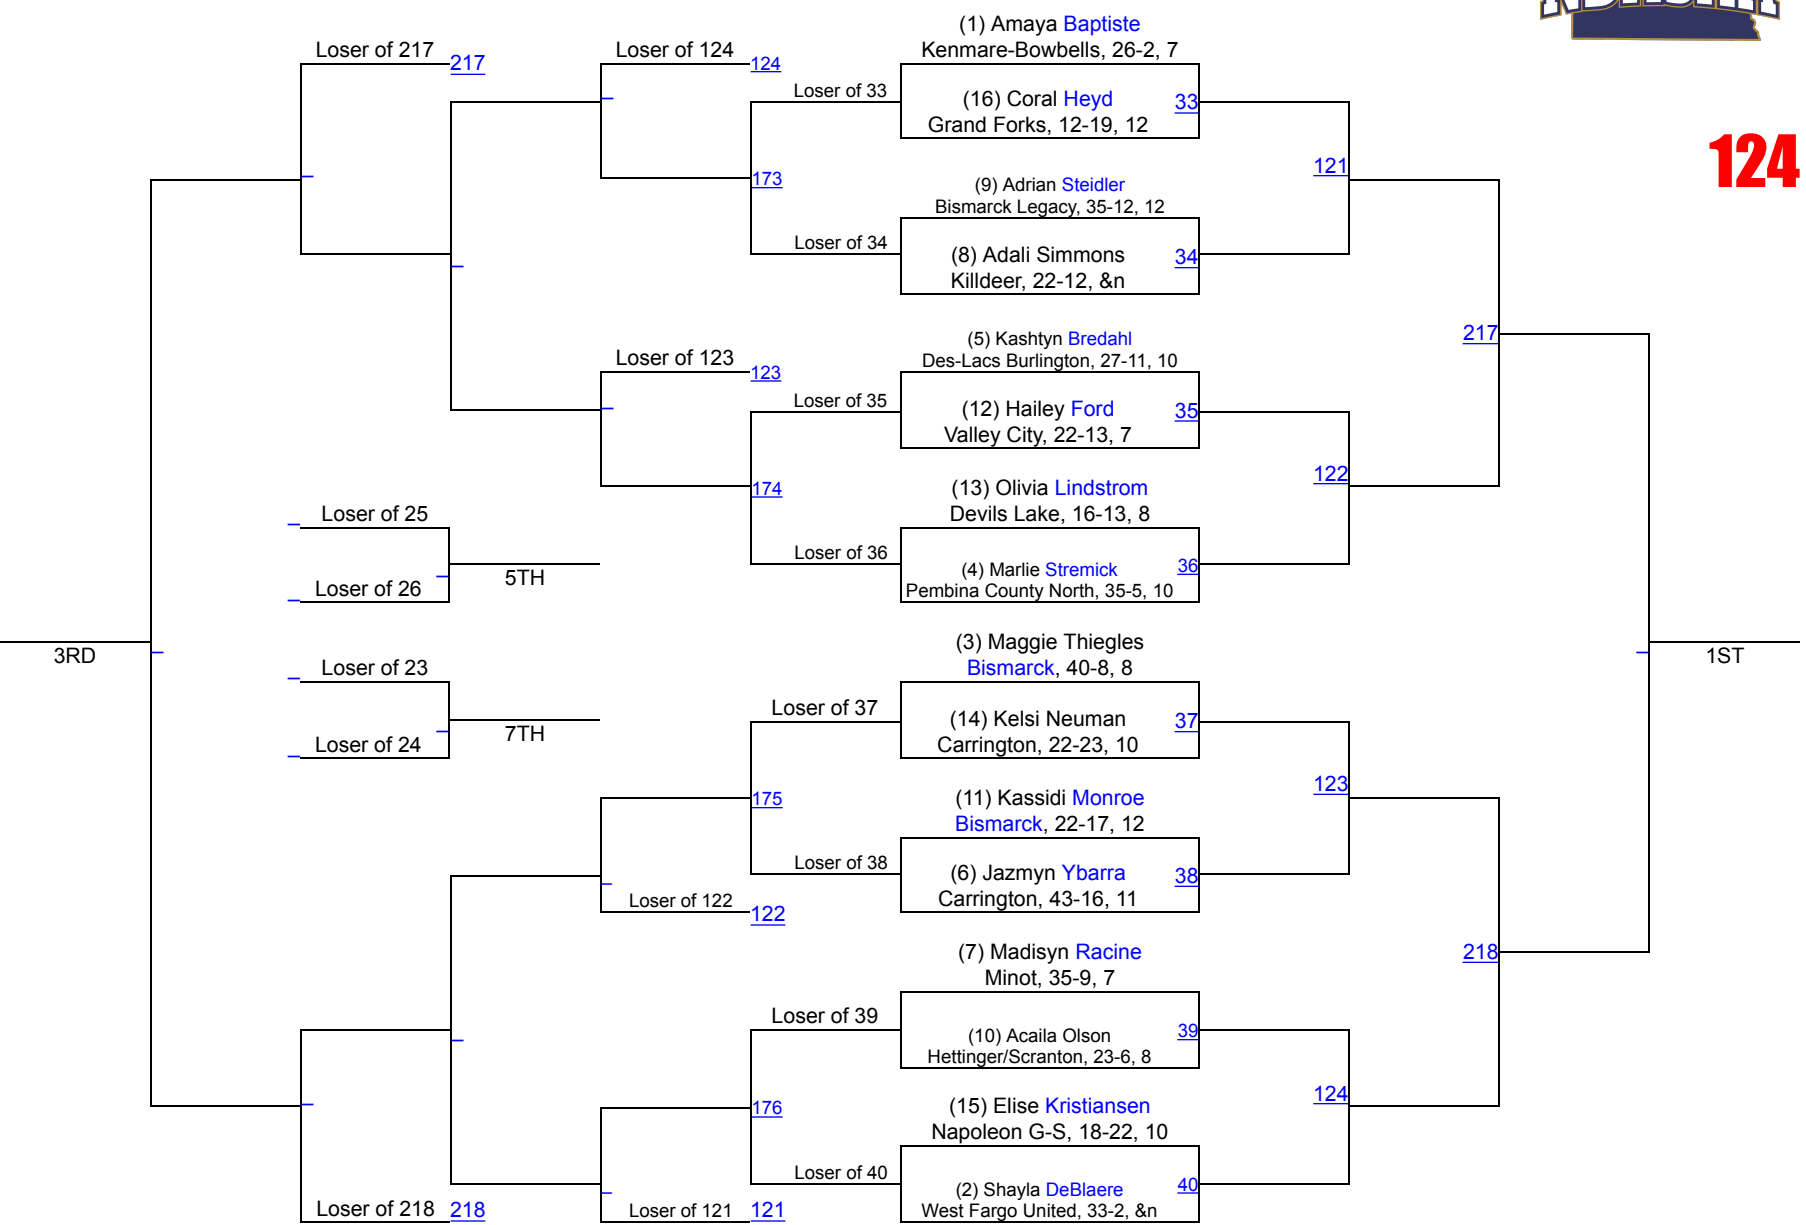 NDHSAA
124
(1) Amaya Baptiste
Kenmare-Bowbells, 26-2, 7
(16) Coral Heyd
Grand Forks, 12-19, 12
33
(9) Adrian Steidler
Bismarck Legacy, 35-12, 12
(8) Adali Simmons
Killdeer, 22-12, &n
34
(5) Kashtyn Bredahl
Des-Lacs Burlington, 27-11, 10
(12) Hailey Ford
Valley City, 22-13, 7
35
(13) Olivia Lindstrom
Devils Lake, 16-13, 8
(4) Marlie Stremick
Pembina County North, 35-5, 10
36
(3) Maggie Thiegles
Bismarck, 40-8, 8
(14) Kelsi Neuman
Carrington, 22-23, 10
37
(11) Kassidi Monroe
Bismarck, 22-17, 12
(6) Jazmyn Ybarra
Carrington, 43-16, 11
38
(7) Madisyn Racine
Minot, 35-9, 7
(10) Acaila Olson
Hettinger/Scranton, 23-6, 8
39
(15) Elise Kristiansen
Napoleon G-S, 18-22, 10
(2) Shayla DeBlaere
West Fargo United, 33-2, &n
40
121
122
123
124
217
218
1ST
Loser of 33
Loser of 34
Loser of 35
Loser of 36
Loser of 37
Loser of 38
Loser of 39
Loser of 40
173
174
175
176
Loser of 124 124
Loser of 123 123
Loser of 122 122
Loser of 121 121
Loser of 217 217
Loser of 218 218
3RD
Loser of 25
Loser of 26
5TH
Loser of 23
Loser of 24
7TH